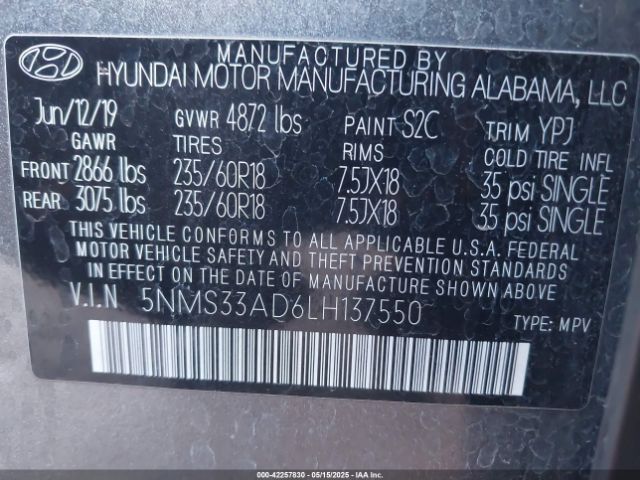 MANUFACTURED BY
HYUNDAI MOTOR MANUFACTURING ALABAMA, LLC
Jun/12/19 GVWR 4872 lbs PAINT S2C TRIM YPJ
GAWR TIRES RIMS COLD TIRE INFL
FRONT 2866 lbs 235/60R18 7.5JX18 35 psi SINGLE
REAR 3075 lbs 235/60R18 7.5JX18 35 psi SINGLE
THIS VEHICLE CONFORMS TO ALL APPLICABLE U.S.A. FEDERAL
MOTOR VEHICLE SAFETY AND THEFT PREVENTION STANDARDS
IN EFFECT ON THE DATE OF MANUFACTURE SHOWN ABOVE.
V.I.N 5NMS33AD6LH137550
TYPE: MPV
000-42257830 - 05/15/2025 - IAAI.COM